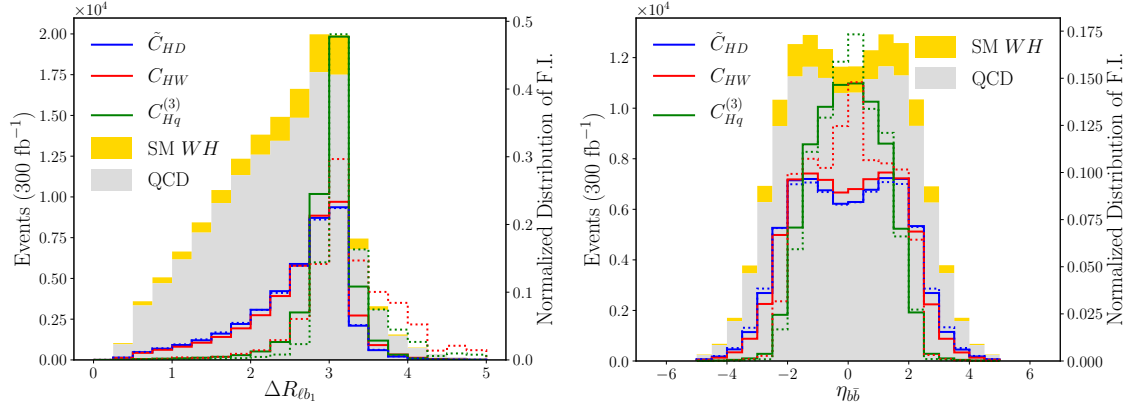 ×10⁴
Events (300 fb⁻¹)
2.00
1.75
1.50
1.25
1.00
0.75
0.50
0.25
0.00
C̃_HD
C_HW
C_Hq^(3)
SM WH
QCD
0.5
0.4
0.3
0.2
0.1
0.0
Normalized Distribution of F.I.
0 1 2 3 4 5
ΔR_ℓb₁
×10⁴
Events (300 fb⁻¹)
1.2
1.0
0.8
0.6
0.4
0.2
0.0
C̃_HD
C_HW
C_Hq^(3)
SM WH
QCD
0.175
0.150
0.125
0.100
0.075
0.050
0.025
0.000
Normalized Distribution of F.I.
−6 −4 −2 0 2 4 6
η_bb̄